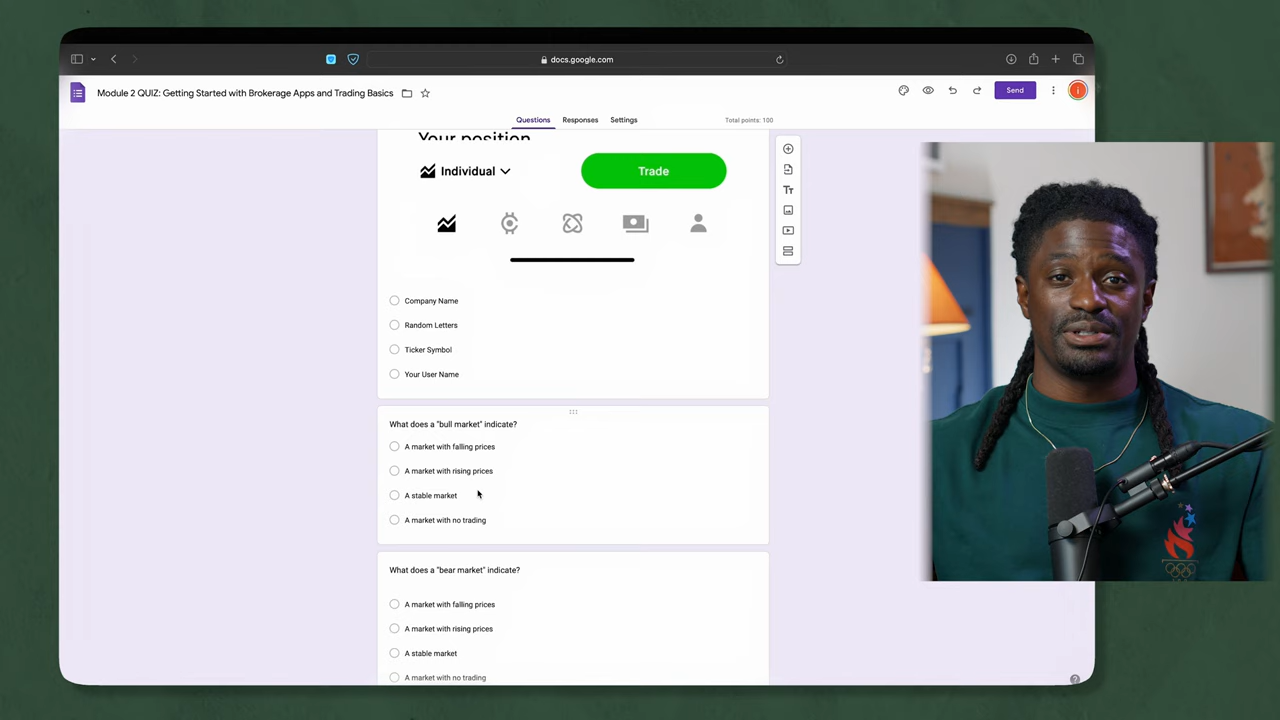 docs.google.com
Module 2 QUIZ: Getting Started with Brokerage Apps and Trading Basics
Send
i
Questions
Responses
Settings
Total points: 100
Your position
Individual
Trade
Company Name
Random Letters
Ticker Symbol
Your User Name
What does a "bull market" indicate?
A market with falling prices
A market with rising prices
A stable market
A market with no trading
What does a "bear market" indicate?
A market with falling prices
A market with rising prices
A stable market
A market with no trading
Tт
?